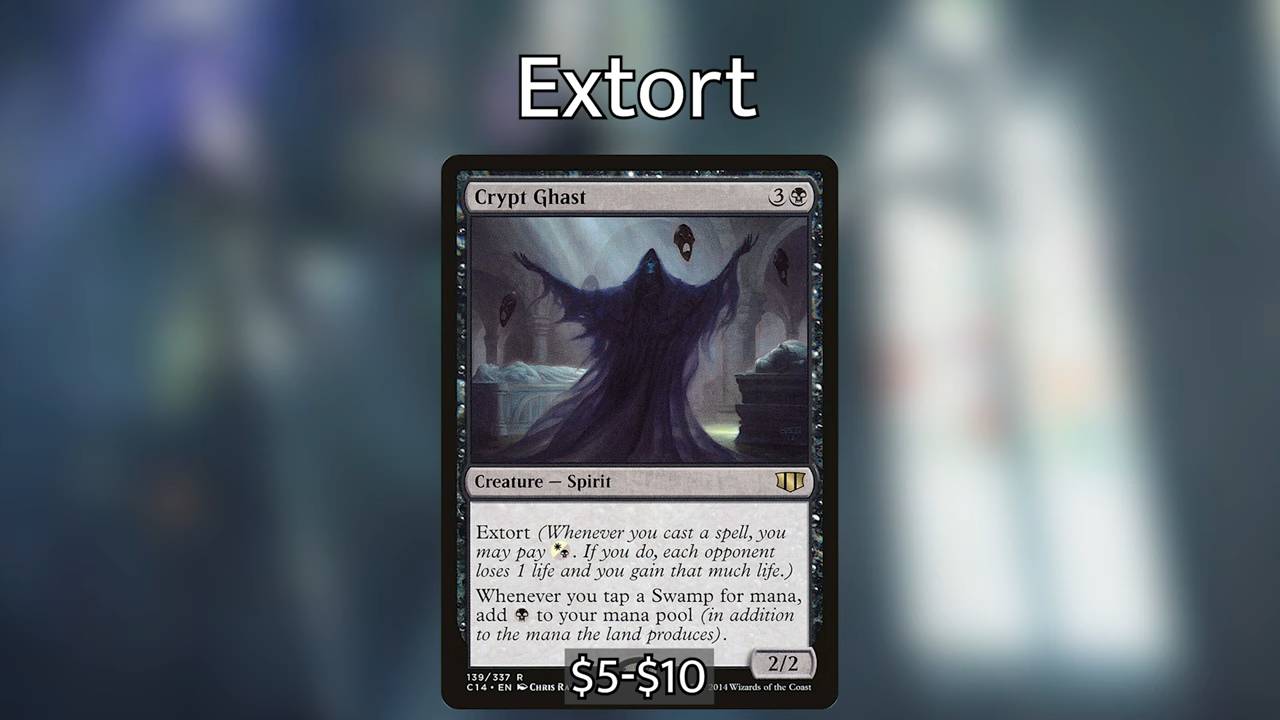 Extort
Crypt Ghast 3
Creature — Spirit
Extort (Whenever you cast a spell, you
may pay . If you do, each opponent
loses 1 life and you gain that much life.)
Whenever you tap a Swamp for mana,
add to your mana pool (in addition
to the mana the land produces).
2/2
$5-$10
139/337 R
C14 • EN CHRIS 2014 Wizards of the Coast